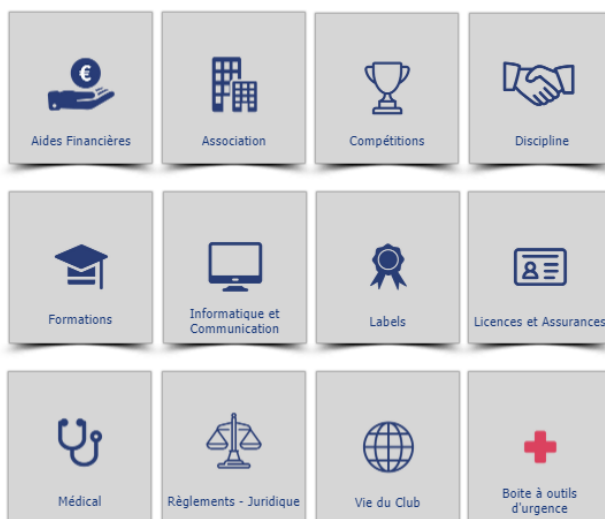 €
Aides Financières
Association
Compétitions
Discipline
Formations
Informatique et
Communication
Labels
Licences et Assurances
Médical
Règlements - Juridique
Vie du Club
Boite à outils
d'urgence